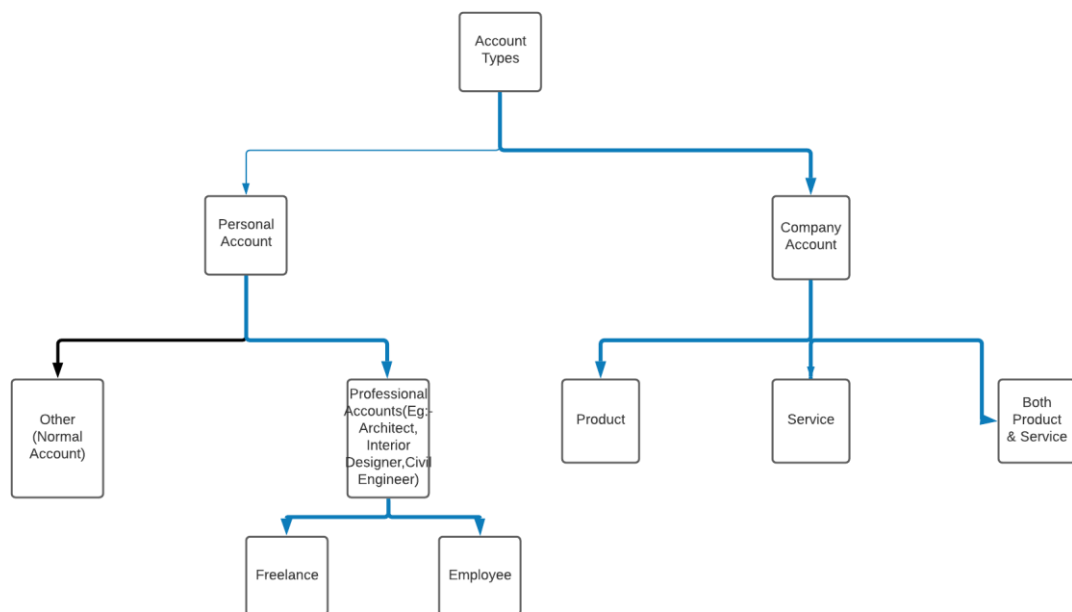 Account
Types
Personal
Account
Company
Account
Other
(Normal
Account)
Professional
Accounts(Eg:-
Architect,
Interior
Designer,Civil
Engineer)
Product
Service
Both
Product
& Service
Freelance
Employee